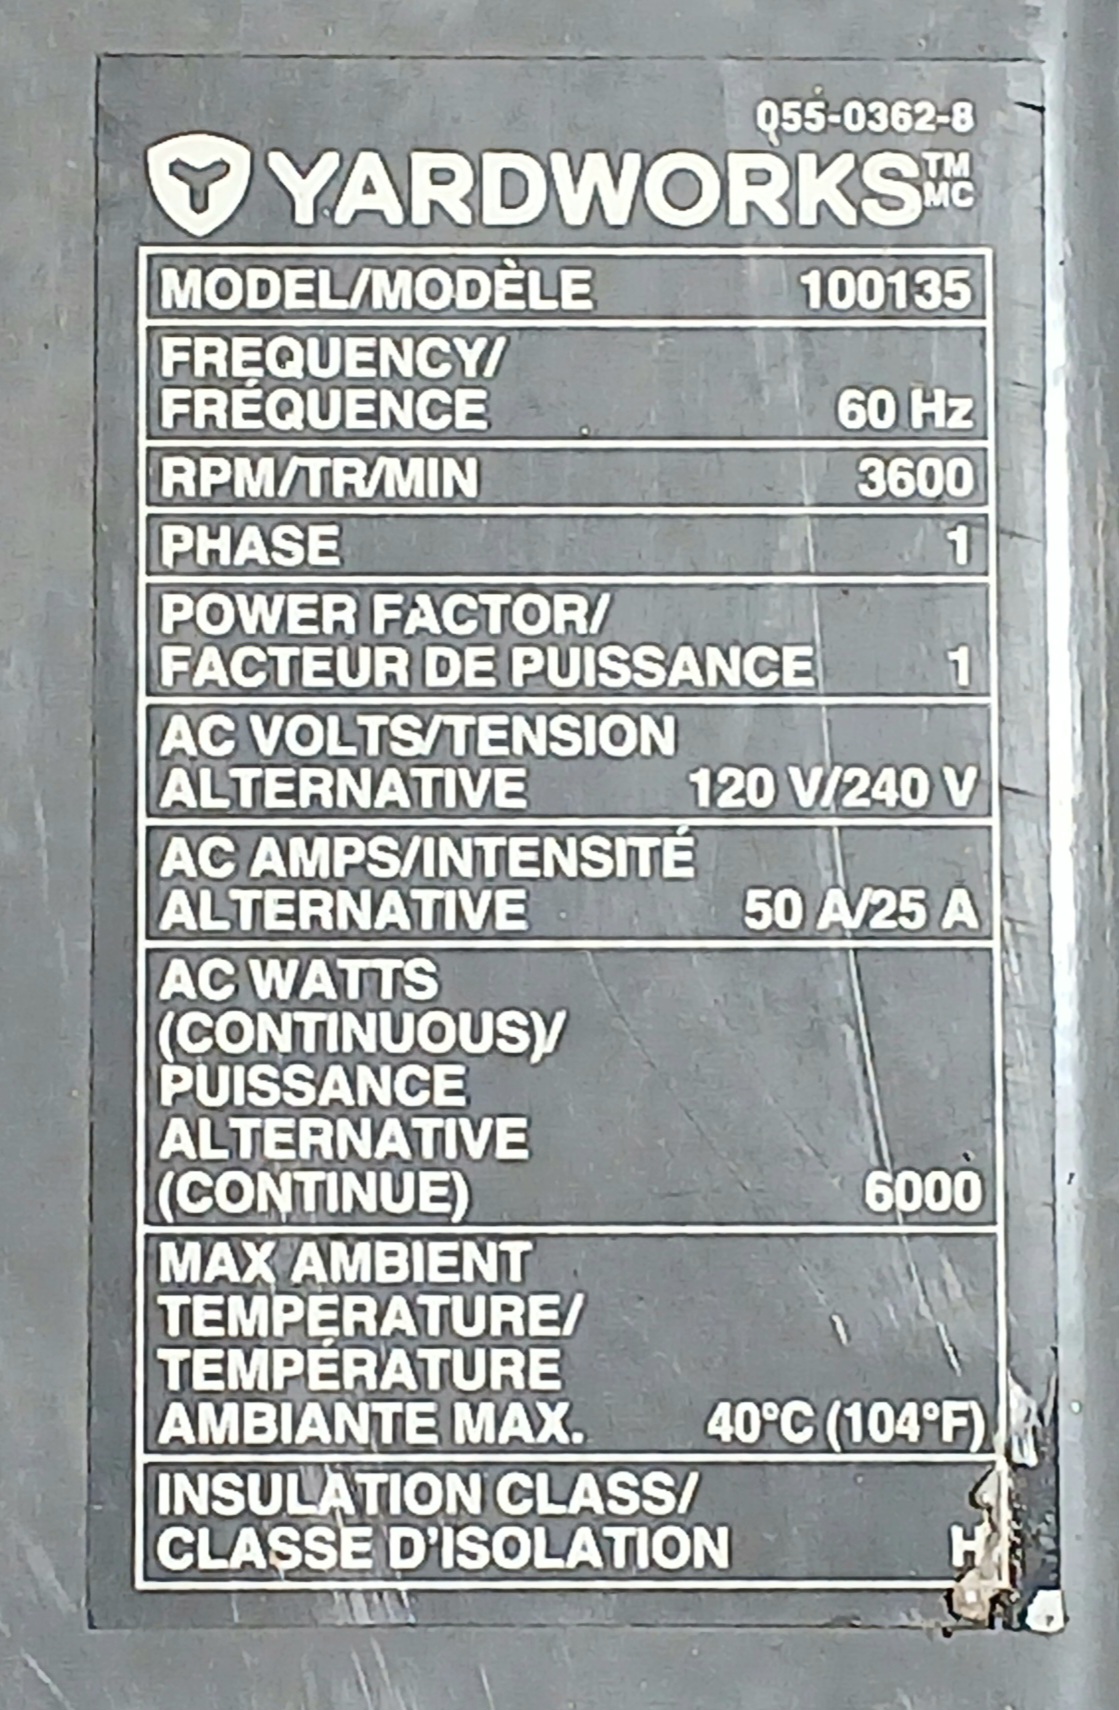 055-0362-8
YARDWORKS™ MC
MODEL/MODÈLE 100135
FREQUENCY/
FRÉQUENCE 60 Hz
RPM/TR/MIN 3600
PHASE 1
POWER FACTOR/
FACTEUR DE PUISSANCE 1
AC VOLTS/TENSION
ALTERNATIVE 120 V/240 V
AC AMPS/INTENSITÉ
ALTERNATIVE 50 A/25 A
AC WATTS
(CONTINUOUS)/
PUISSANCE
ALTERNATIVE
(CONTINUE) 6000
MAX AMBIENT
TEMPERATURE/
TEMPÉRATURE
AMBIANTE MAX. 40°C (104°F)
INSULATION CLASS/
CLASSE D'ISOLATION H